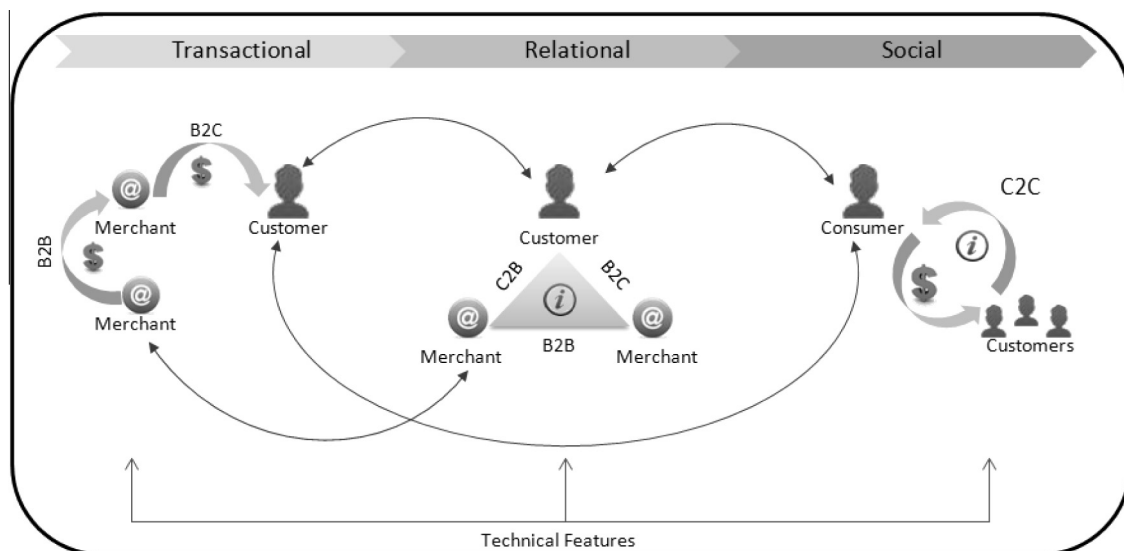 Transactional
Relational
Social
B2C
$
@
Merchant
Customer
B2B
$
@
Merchant
Customer
C2B
B2C
i
@
@
B2B
Merchant
Merchant
Consumer
C2C
i
$
Customers
Technical Features